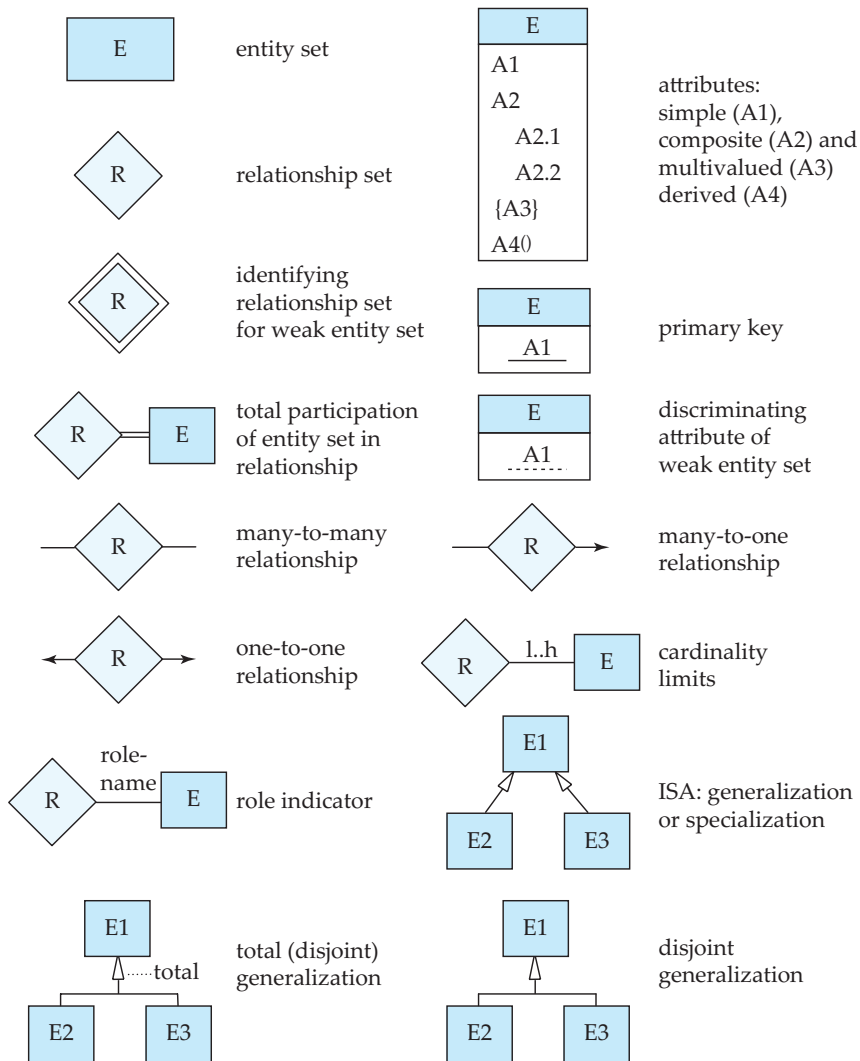 E
entity set
R
relationship set
R
identifying
relationship set
for weak entity set
R
E
total participation
of entity set in
relationship
R
many-to-many
relationship
R
one-to-one
relationship
R
role-
name
E
role indicator
E1
total
E2
E3
total (disjoint)
generalization
E
A1
A2
A2.1
A2.2
{A3}
A4()
attributes:
simple (A1),
composite (A2) and
multivalued (A3)
derived (A4)
E
A1
primary key
E
A1
discriminating
attribute of
weak entity set
R
many-to-one
relationship
R
l..h
E
cardinality
limits
E1
E2
E3
ISA: generalization
or specialization
E1
E2
E3
disjoint
generalization